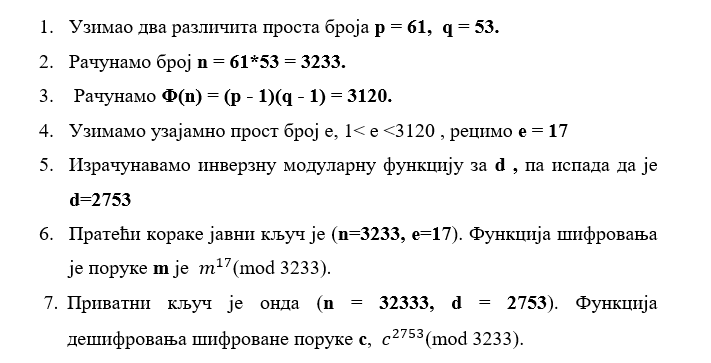 1. Узимао два различита проста броја p = 61, q = 53.
2. Рачунамо број n = 61*53 = 3233.
3. Рачунамо Φ(n) = (p - 1)(q - 1) = 3120.
4. Узимамо узајамно прост број е, 1< e <3120 , рецимо e = 17
5. Израчунавамо инверзну модуларну функцију за d , па испада да је
d=2753
6. Пратећи кораке јавни кључ је (n=3233, e=17). Функција шифровања
је поруке m је m¹⁷(mod 3233).
7. Приватни кључ је онда (n = 32333, d = 2753). Функција
дешифровања шифроване поруке c, c²⁷⁵³(mod 3233).